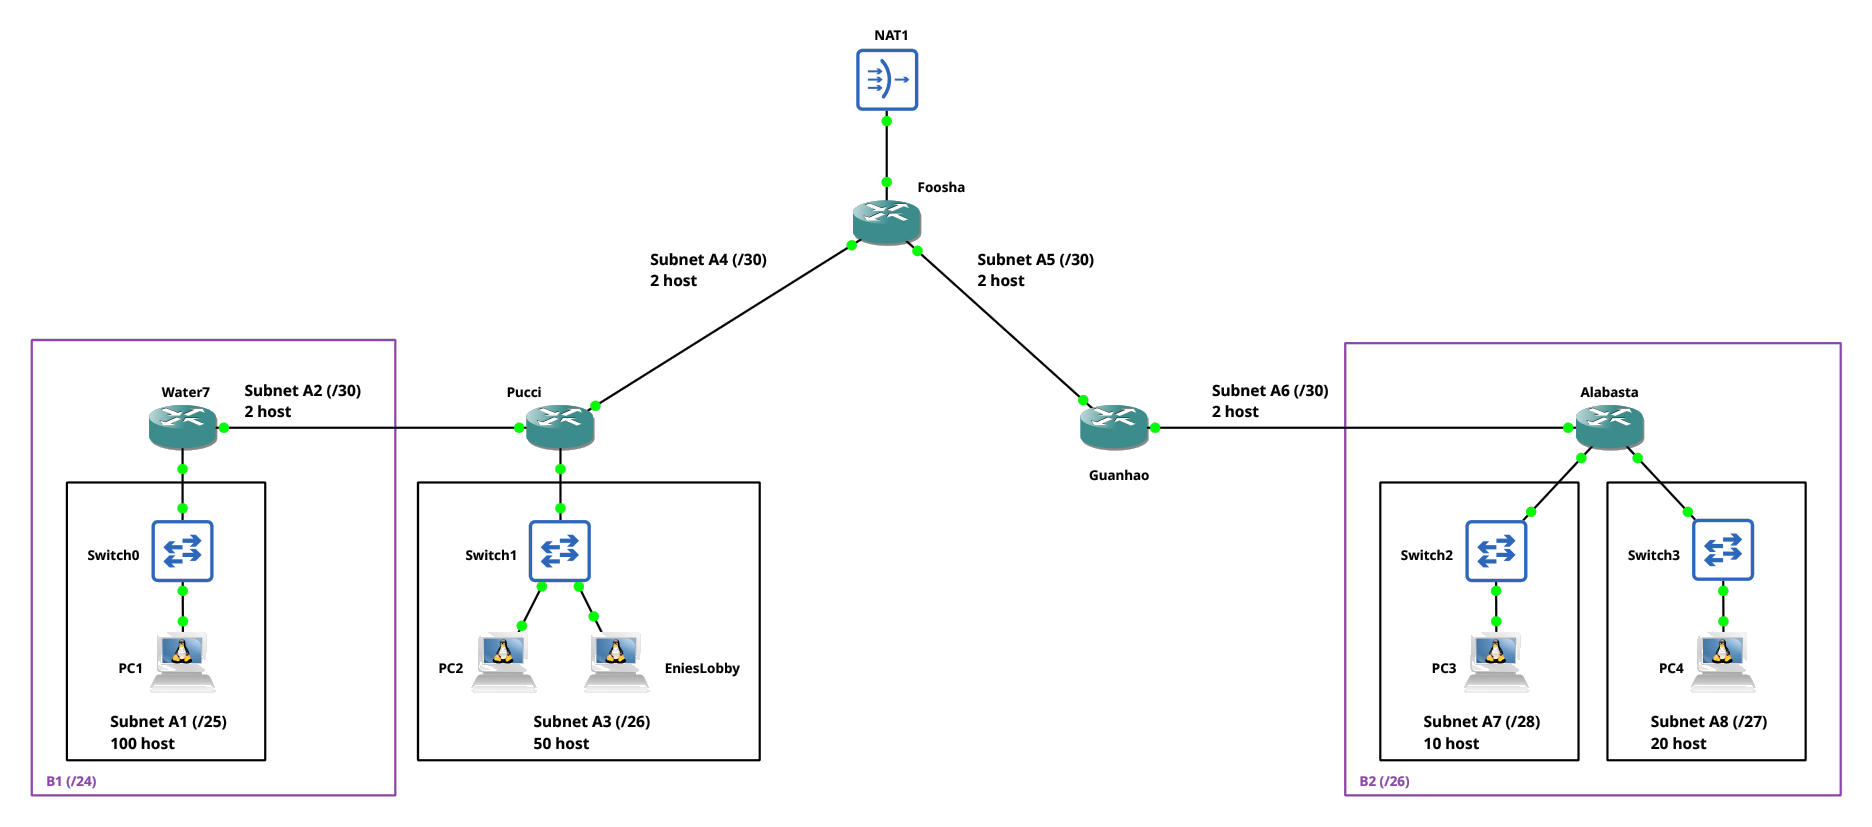 NAT1
Foosha
Subnet A4 (/30)
2 host
Subnet A5 (/30)
2 host
Water7
Subnet A2 (/30)
2 host
Pucci
Guanhao
Subnet A6 (/30)
2 host
Alabasta
Switch0
PC1
Subnet A1 (/25)
100 host
B1 (/24)
Switch1
PC2
EniesLobby
Subnet A3 (/26)
50 host
Switch2
PC3
Subnet A7 (/28)
10 host
Switch3
PC4
Subnet A8 (/27)
20 host
B2 (/26)